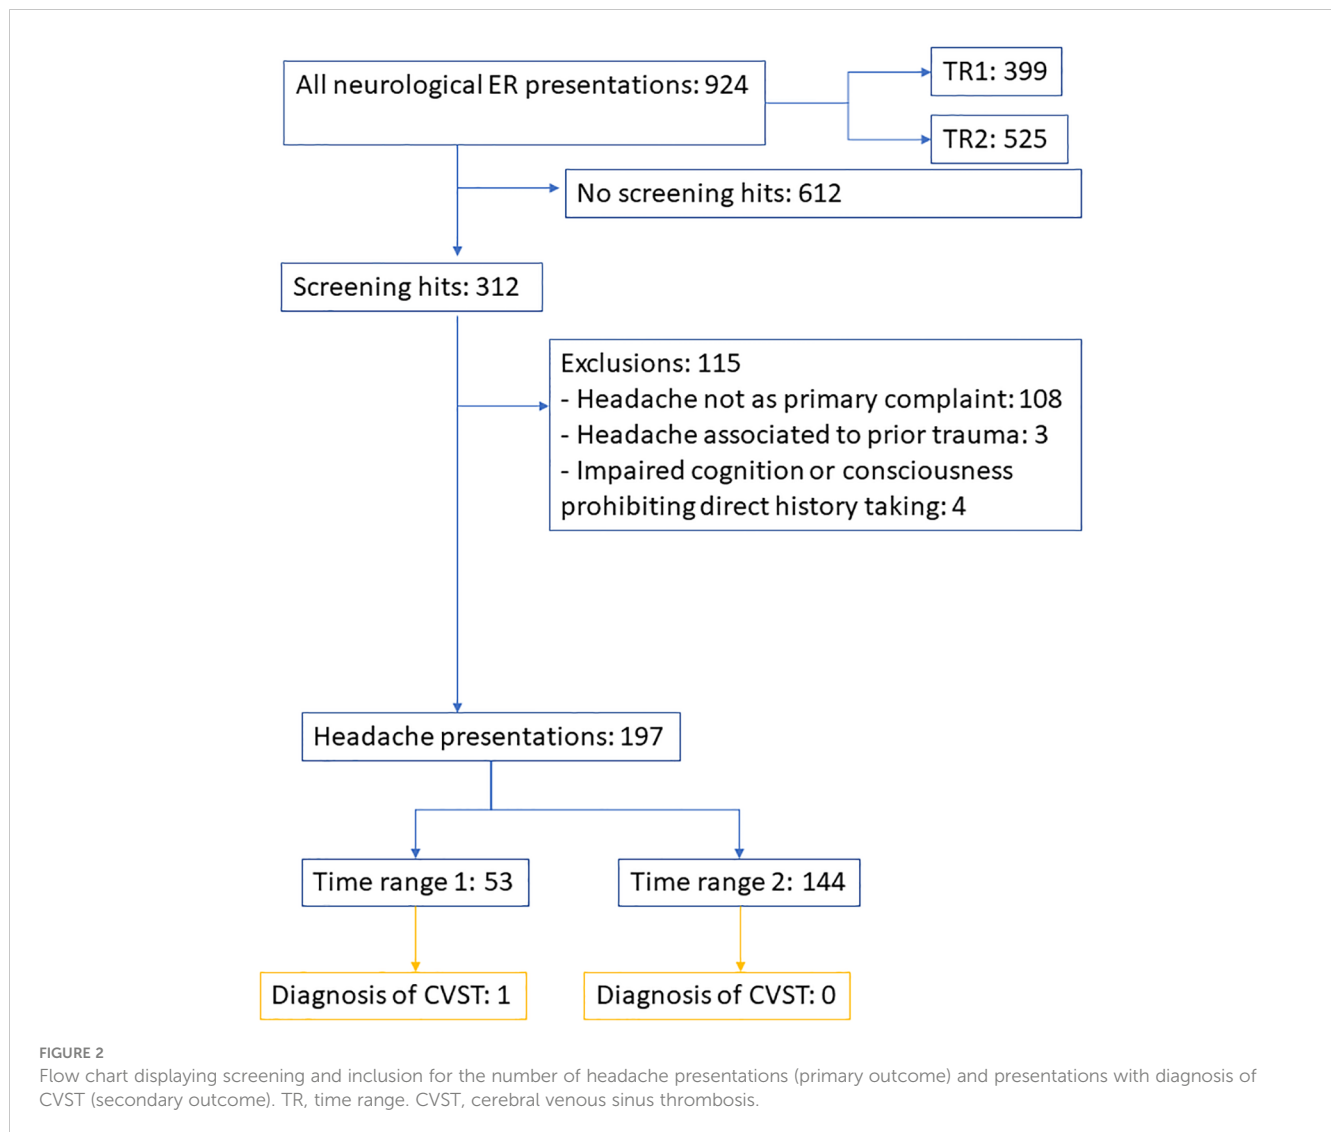 All neurological ER presentations: 924
TR1: 399
TR2: 525
No screening hits: 612
Screening hits: 312
Exclusions: 115
- Headache not as primary complaint: 108
- Headache associated to prior trauma: 3
- Impaired cognition or consciousness
prohibiting direct history taking: 4
Headache presentations: 197
Time range 1: 53
Time range 2: 144
Diagnosis of CVST: 1
Diagnosis of CVST: 0
FIGURE 2
Flow chart displaying screening and inclusion for the number of headache presentations (primary outcome) and presentations with diagnosis of
CVST (secondary outcome). TR, time range. CVST, cerebral venous sinus thrombosis.